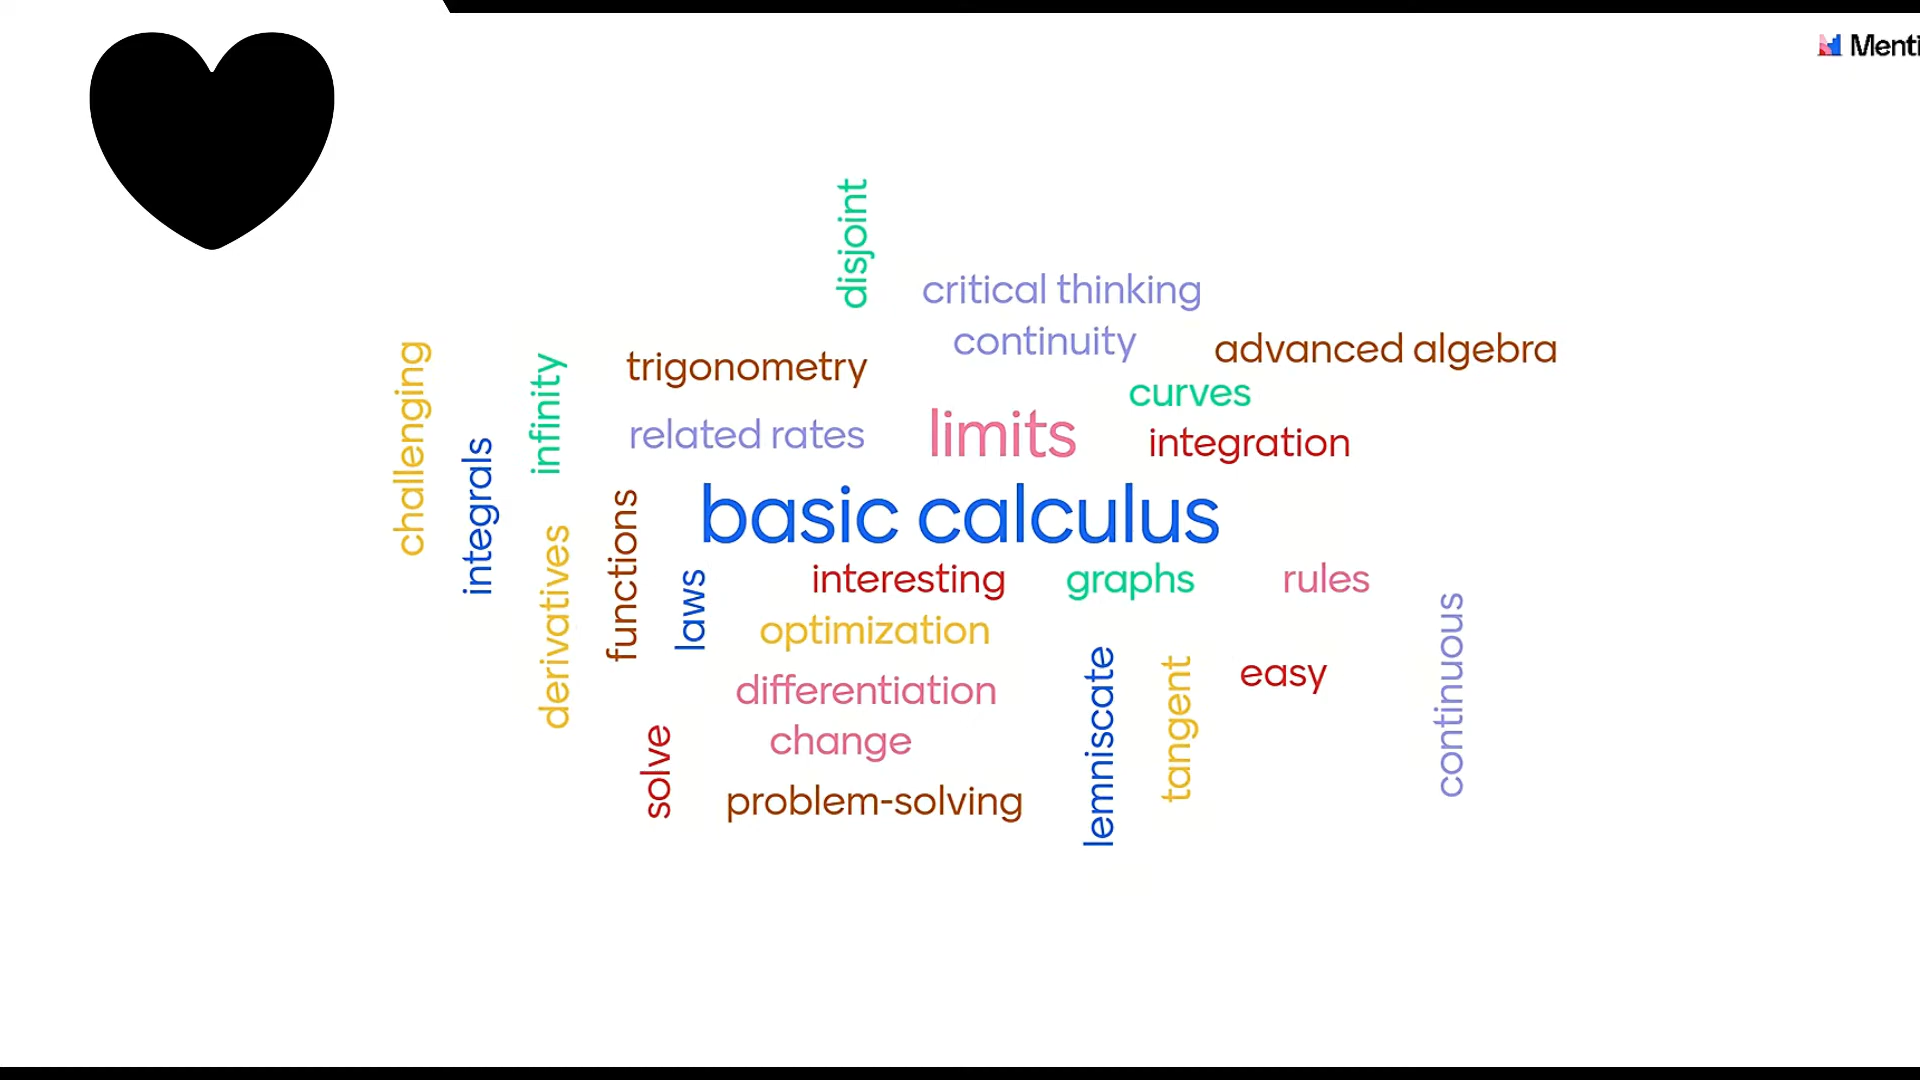 Menti
disjoint
critical thinking
continuity
advanced algebra
trigonometry
curves
challenging
infinity
related rates
limits
integration
integrals
basic calculus
functions
derivatives
laws
interesting
graphs
rules
optimization
continuous
differentiation
lemniscate
tangent
easy
change
solve
problem-solving